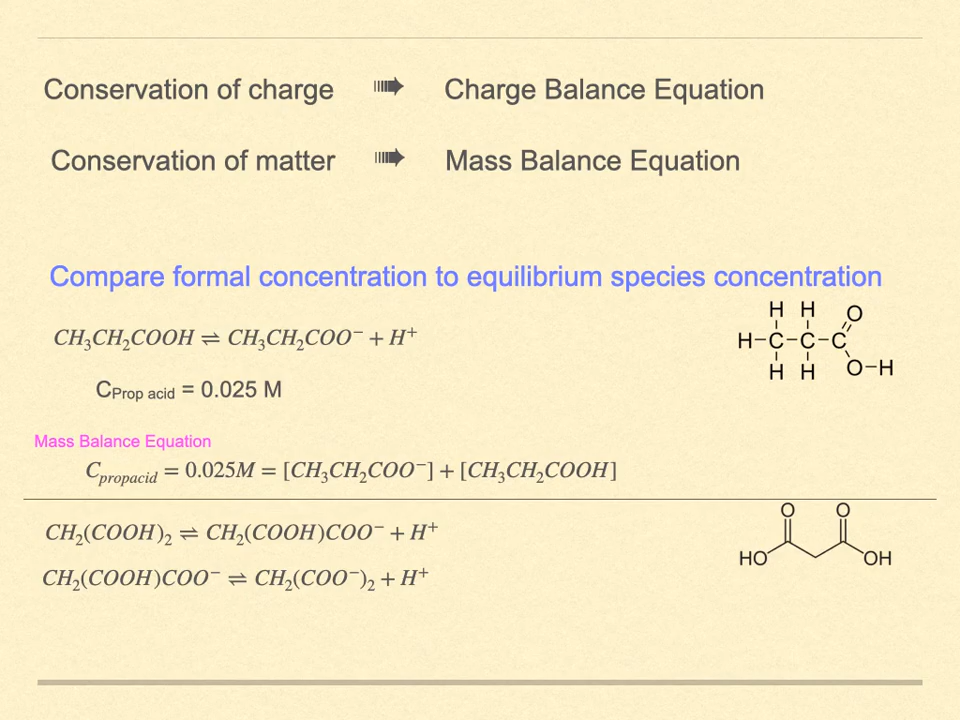 Conservation of charge ➠ Charge Balance Equation
Conservation of matter ➠ Mass Balance Equation
Compare formal concentration to equilibrium species concentration
CH₃CH₂COOH ⇌ CH₃CH₂COO⁻ + H⁺
H H O
H–C–C–C
H H O–H
C_Prop acid = 0.025 M
Mass Balance Equation
C_propacid = 0.025M = [CH₃CH₂COO⁻] + [CH₃CH₂COOH]
CH₂(COOH)₂ ⇌ CH₂(COOH)COO⁻ + H⁺
O O
HO OH
CH₂(COOH)COO⁻ ⇌ CH₂(COO⁻)₂ + H⁺